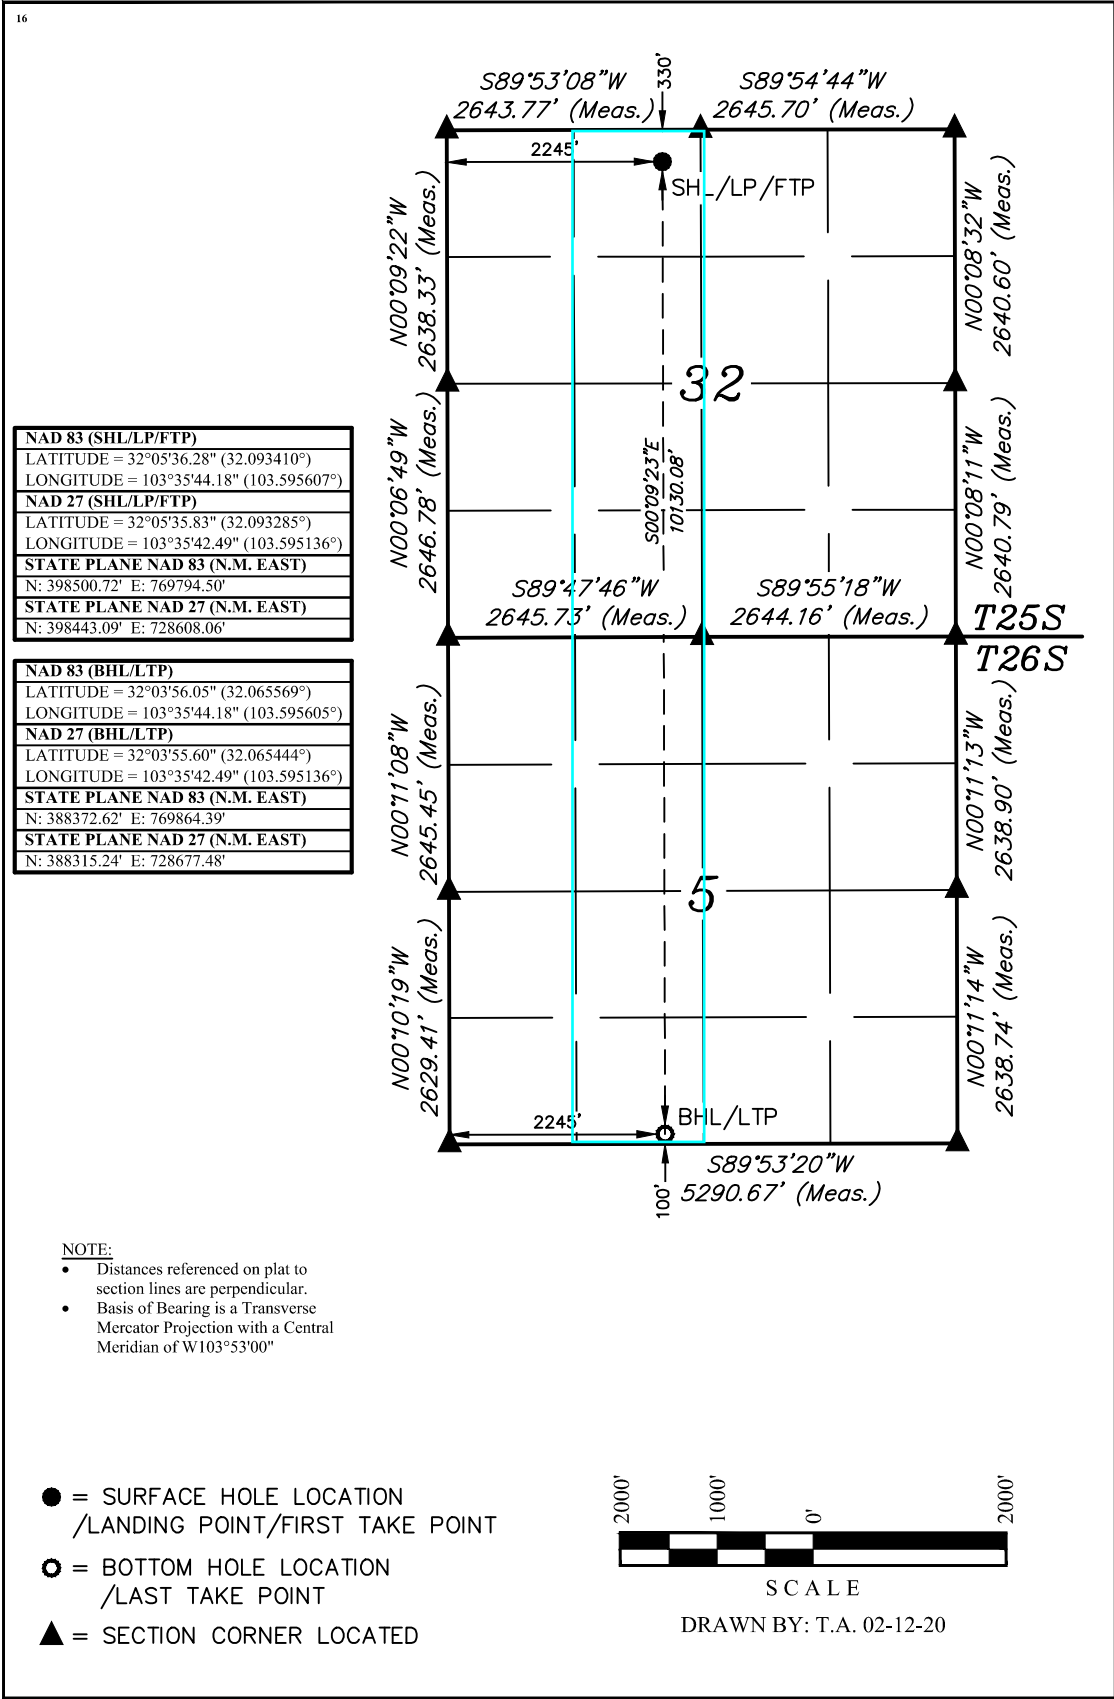 16
S89°53'08"W
2643.77' (Meas.)
330'
S89°54'44"W
2645.70' (Meas.)
2245'
SHL/LP/FTP
N00°09'22"W
2638.33' (Meas.)
N00°08'32"W
2640.60' (Meas.)
32
N00°06'49"W
2646.78' (Meas.)
S00°09'23"E
10130.08'
N00°08'11"W
2640.79' (Meas.)
NAD 83 (SHL/LP/FTP)
LATITUDE = 32°05'36.28" (32.093410°)
LONGITUDE = 103°35'44.18" (103.595607°)
NAD 27 (SHL/LP/FTP)
LATITUDE = 32°05'35.83" (32.093285°)
LONGITUDE = 103°35'42.49" (103.595136°)
STATE PLANE NAD 83 (N.M. EAST)
N: 398500.72' E: 769794.50'
STATE PLANE NAD 27 (N.M. EAST)
N: 398443.09' E: 728608.06'
S89°47'46"W
2645.73' (Meas.)
S89°55'18"W
2644.16' (Meas.)
T25S
T26S
NAD 83 (BHL/LTP)
LATITUDE = 32°03'56.05" (32.065569°)
LONGITUDE = 103°35'44.18" (103.595605°)
NAD 27 (BHL/LTP)
LATITUDE = 32°03'55.60" (32.065444°)
LONGITUDE = 103°35'42.49" (103.595136°)
STATE PLANE NAD 83 (N.M. EAST)
N: 388372.62' E: 769864.39'
STATE PLANE NAD 27 (N.M. EAST)
N: 388315.24' E: 728677.48'
N00°11'08"W
2645.45' (Meas.)
N00°11'13"W
2638.90' (Meas.)
5
N00°10'19"W
2629.41' (Meas.)
N00°11'14"W
2638.74' (Meas.)
2245'
BHL/LTP
100'
S89°53'20"W
5290.67' (Meas.)
NOTE:
• Distances referenced on plat to
section lines are perpendicular.
• Basis of Bearing is a Transverse
Mercator Projection with a Central
Meridian of W103°53'00"
= SURFACE HOLE LOCATION
/LANDING POINT/FIRST TAKE POINT
= BOTTOM HOLE LOCATION
/LAST TAKE POINT
= SECTION CORNER LOCATED
2000' 1000' 0' 2000'
SCALE
DRAWN BY: T.A. 02-12-20